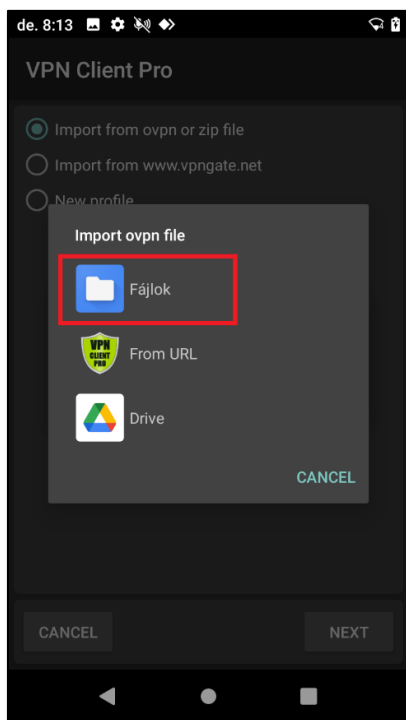 de. 8:13
VPN Client Pro
Import from ovpn or zip file
Import from www.vpngate.net
New profile
Import ovpn file
Fájlok
VPN
CLIENT
PRO
From URL
Drive
CANCEL
CANCEL
NEXT